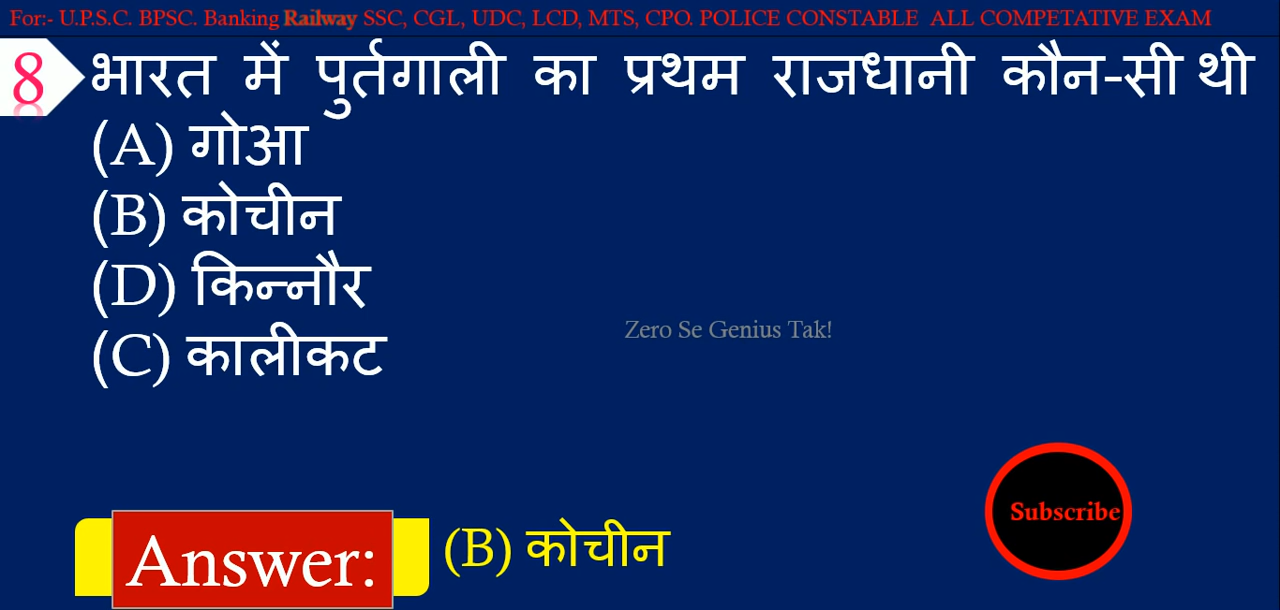 For:- U.P.S.C. BPSC. Banking Railway SSC, CGL, UDC, LCD, MTS, CPO. POLICE CONSTABLE ALL COMPETATIVE EXAM
8 भारत में पुर्तगाली का प्रथम राजधानी कौन-सी थी
(A) गोआ
(B) कोचीन
(D) किन्नौर
(C) कालीकट
Zero Se Genius Tak!
Subscribe
Answer: (B) कोचीन